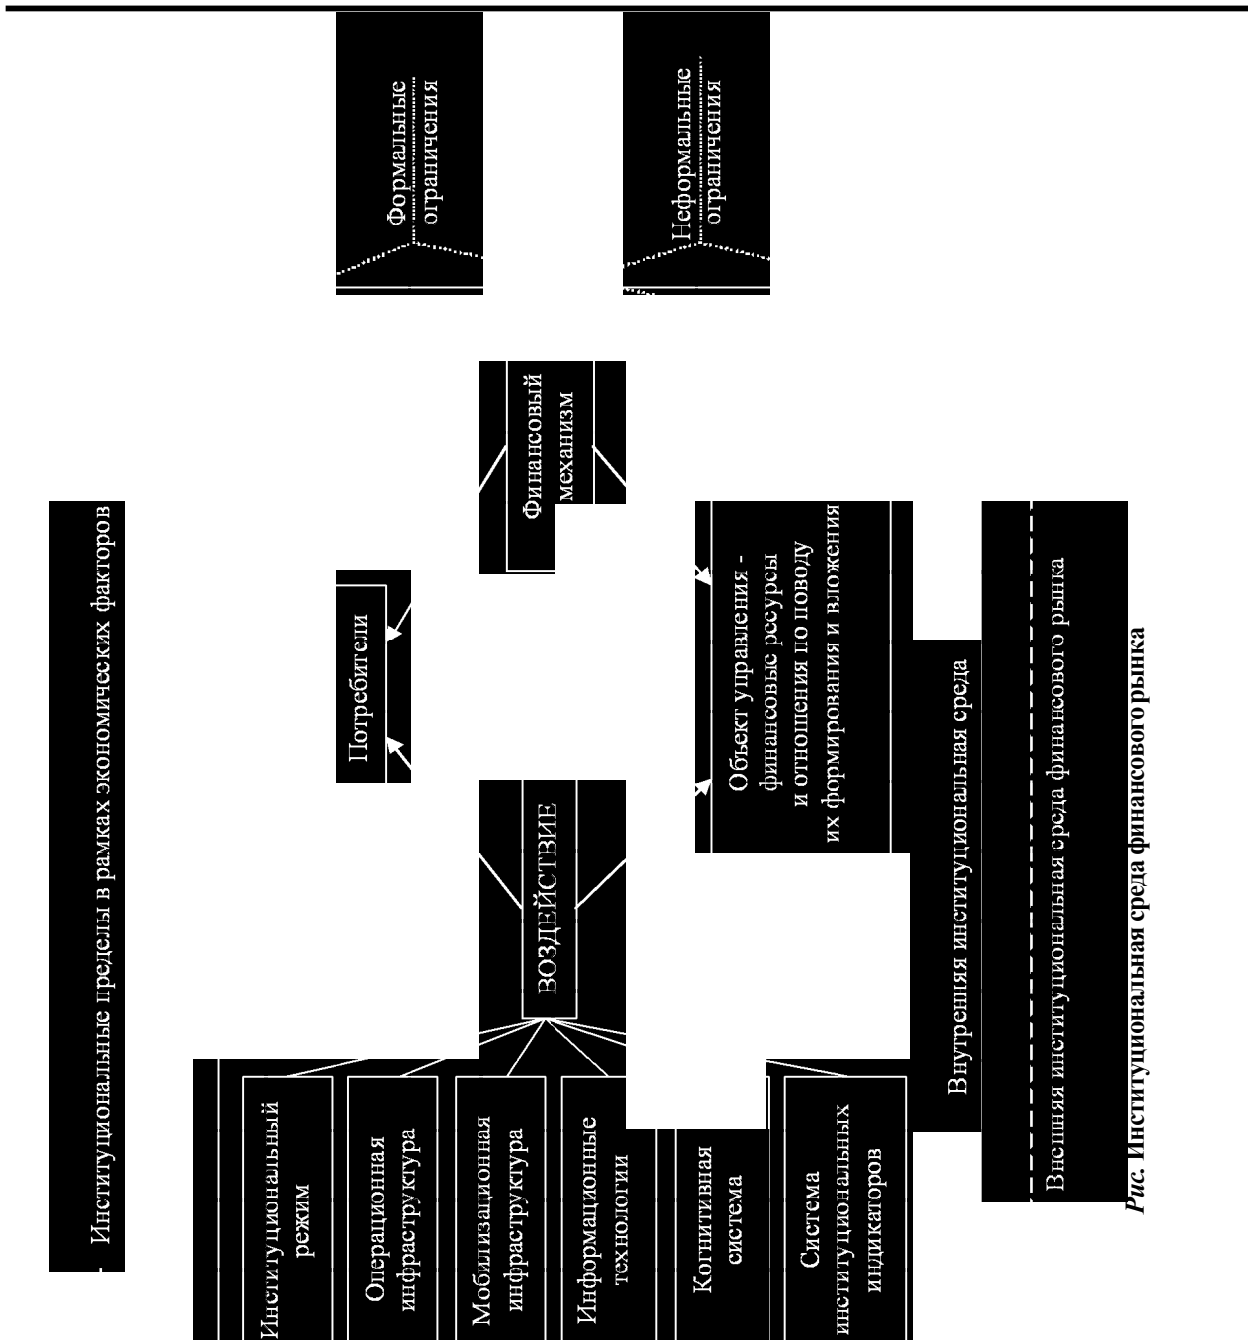 Институциональные пределы в рамках экономических факторов
Институциональный
режим
Операционная
инфраструктура
Мобилизационная
инфраструктура
Информационные
технологии
Когнитивная
система
Система
институциональных
индикаторов
ВОЗДЕЙСТВИЕ
Потребители
Объект управления -
финансовые ресурсы
и отношения по поводу
их формирования и вложения
Финансовый
механизм
Формальные
ограничения
Неформальные
ограничения
Внутренняя институциональная среда
Внешняя институциональная среда финансового рынка
Рис. Институциональная среда финансового рынка